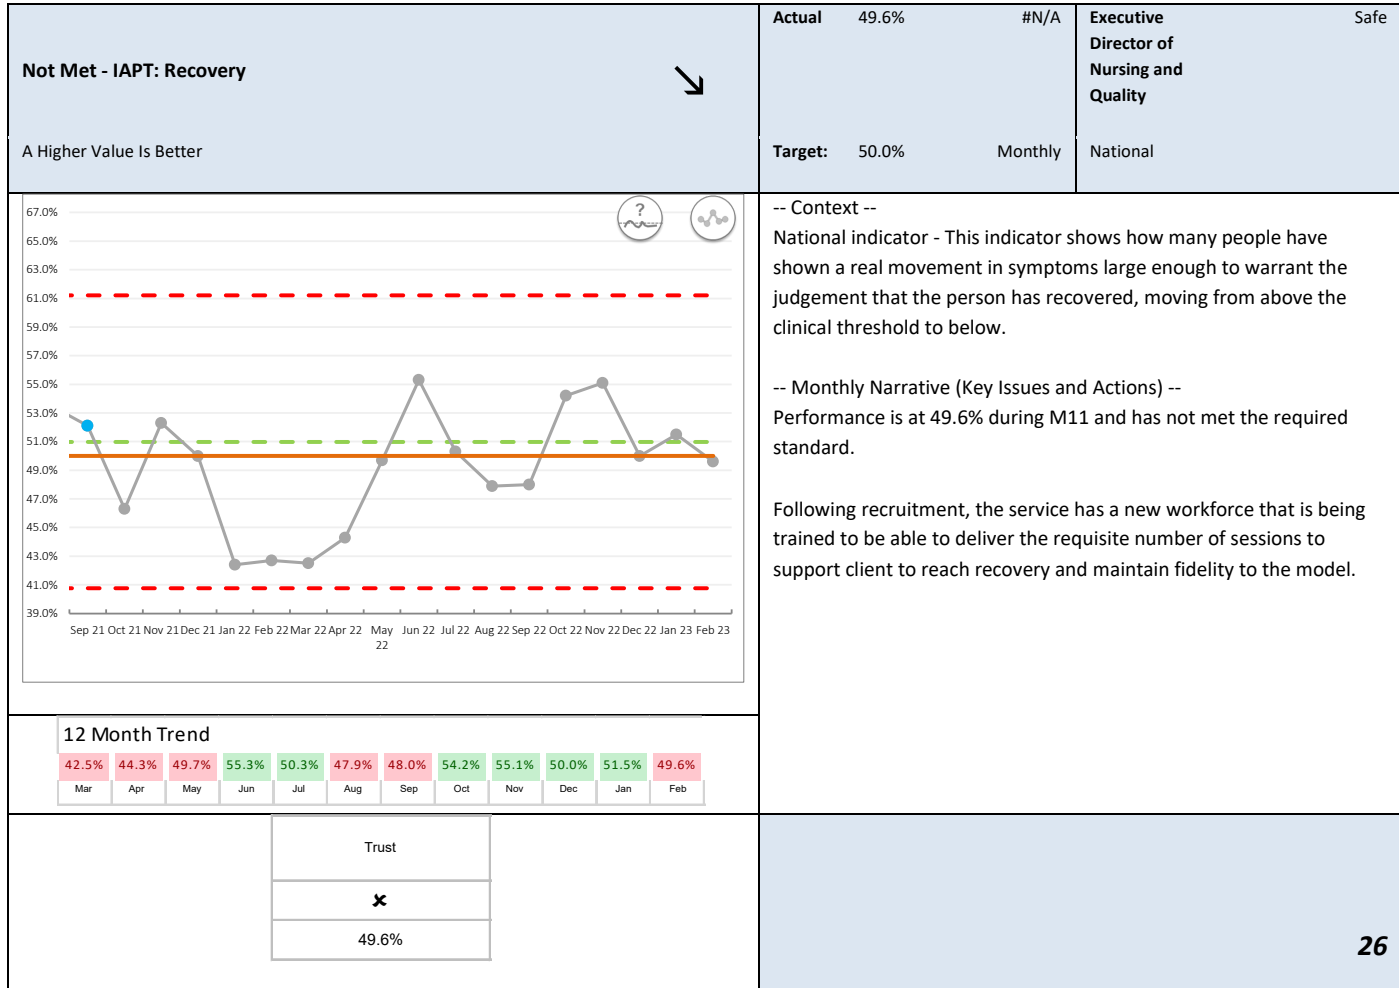 Not Met - IAPT: Recovery
A Higher Value Is Better
Actual 49.6% #N/A
Target: 50.0% Monthly
Executive
Director of
Nursing and
Quality
National
Safe
67.0%
65.0%
63.0%
61.0%
59.0%
57.0%
55.0%
53.0%
51.0%
49.0%
47.0%
45.0%
43.0%
41.0%
39.0%
?
Sep 21 Oct 21 Nov 21 Dec 21 Jan 22 Feb 22 Mar 22 Apr 22 May 22 Jun 22 Jul 22 Aug 22 Sep 22 Oct 22 Nov 22 Dec 22 Jan 23 Feb 23
-- Context --
National indicator - This indicator shows how many people have
shown a real movement in symptoms large enough to warrant the
judgement that the person has recovered, moving from above the
clinical threshold to below.
-- Monthly Narrative (Key Issues and Actions) --
Performance is at 49.6% during M11 and has not met the required
standard.
Following recruitment, the service has a new workforce that is being
trained to be able to deliver the requisite number of sessions to
support client to reach recovery and maintain fidelity to the model.
12 Month Trend
42.5% 44.3% 49.7% 55.3% 50.3% 47.9% 48.0% 54.2% 55.1% 50.0% 51.5% 49.6%
Mar Apr May Jun Jul Aug Sep Oct Nov Dec Jan Feb
Trust
✖
49.6%
26